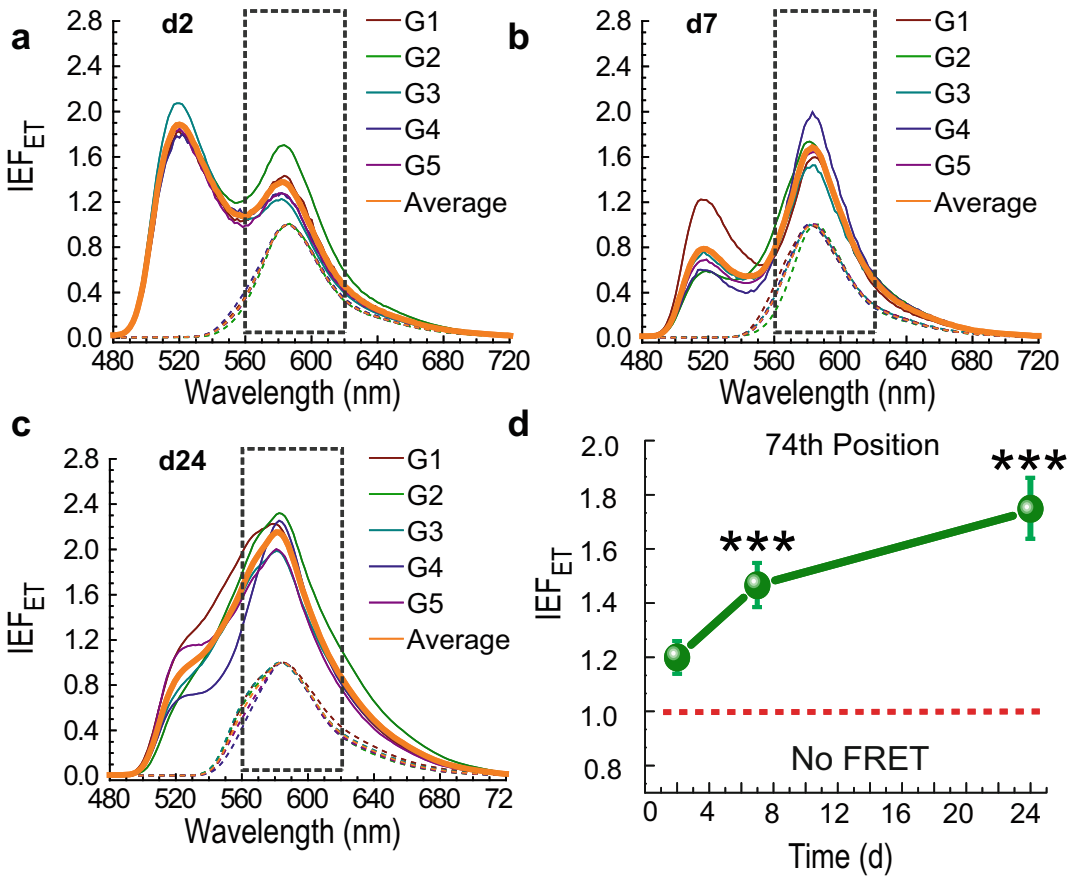 a
d2
2.8
2.4
2.0
1.6
1.2
0.8
0.4
0.0
IEF_ET
480 520 560 600 640 680 720
Wavelength (nm)
G1
G2
G3
G4
G5
Average
b
d7
2.8
2.4
2.0
1.6
1.2
0.8
0.4
0.0
480 520 560 600 640 680 720
Wavelength (nm)
G1
G2
G3
G4
G5
Average
c
d24
2.8
2.4
2.0
1.6
1.2
0.8
0.4
0.0
IEF_ET
480 520 560 600 640 680 72
Wavelength (nm)
G1
G2
G3
G4
G5
Average
d
74th Position
2.0
1.8
1.6
1.4
1.2
1.0
0.8
IEF_ET
***
***
No FRET
0 4 8 12 16 20 24
Time (d)